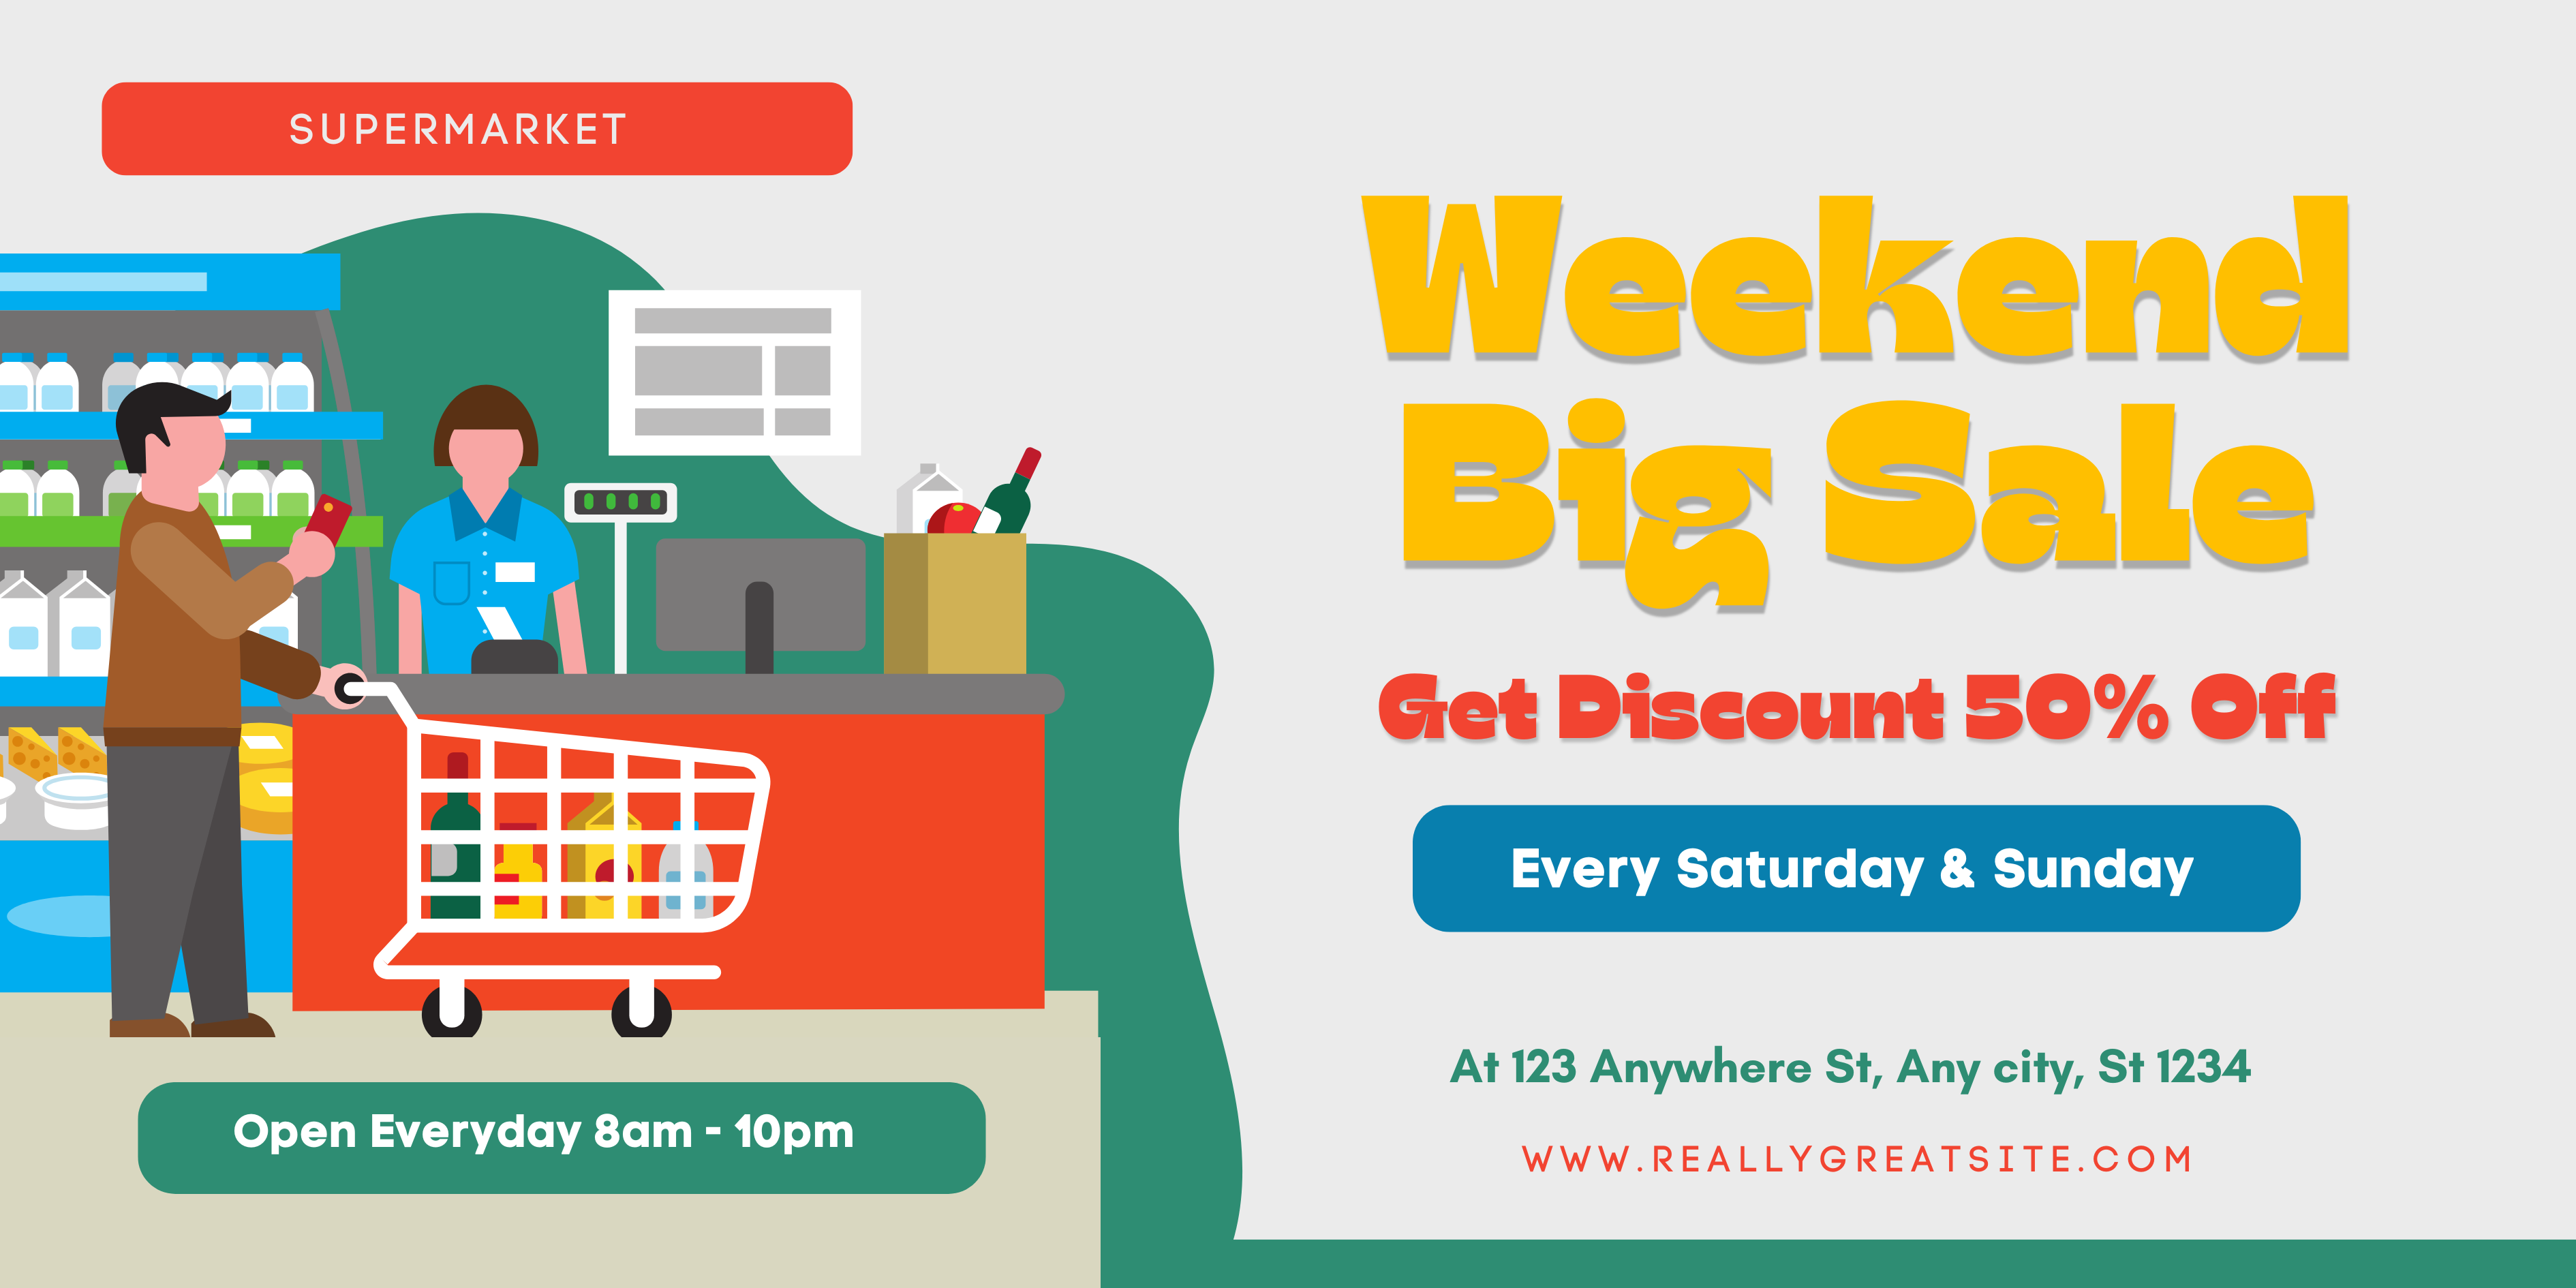 SUPERMARKET
Weekend
Big Sale
Get Discount 50% Off
Every Saturday & Sunday
At 123 Anywhere St, Any city, St 1234
WWW.REALLYGREATSITE.COM
Open Everyday 8am - 10pm